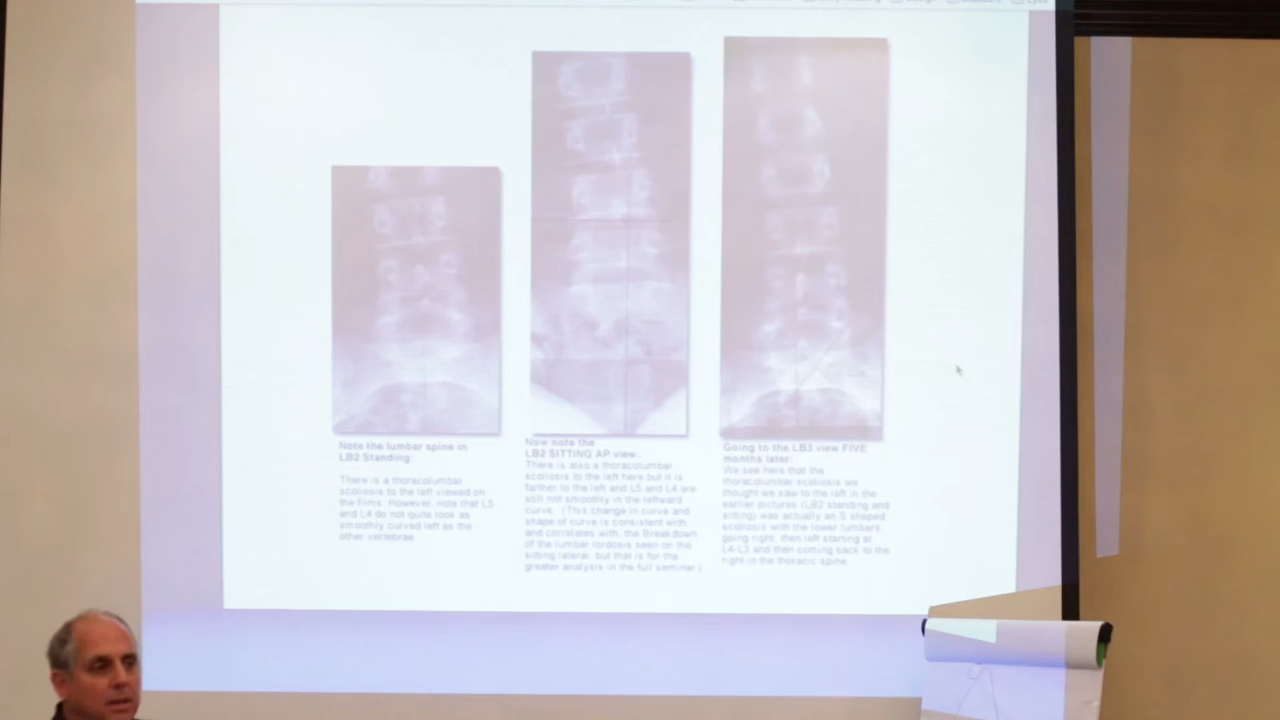 Note the lumbar spine in
LB2 Standing:
There is a thoracolumbar
scoliosis to the left viewed on
the films. However, note that L5
and L4 do not quite look as
smoothly curved left as the
other vertebrae.
Now note the
LB2 SITTING AP view:
There is also a thoracolumbar
scoliosis to the left here but it is
farther to the left and L5 and L4 are
still not smoothly in the leftward
curve. (This change in curve and
shape of curve is consistent with,
and correlates with, the Breakdown
of the lumbar lordosis seen on the
sitting lateral, but that is for the
greater analysis in the full seminar.)
Going to the LB3 view FIVE
months later:
We see here that the
thoracolumbar scoliosis we
thought we saw to the left in the
earlier pictures (LB2 standing and
sitting) was actually an S shaped
scoliosis with the lower lumbars
going right, then left starting at
L4-L3 and then coming back to the
right in the thoracic spine